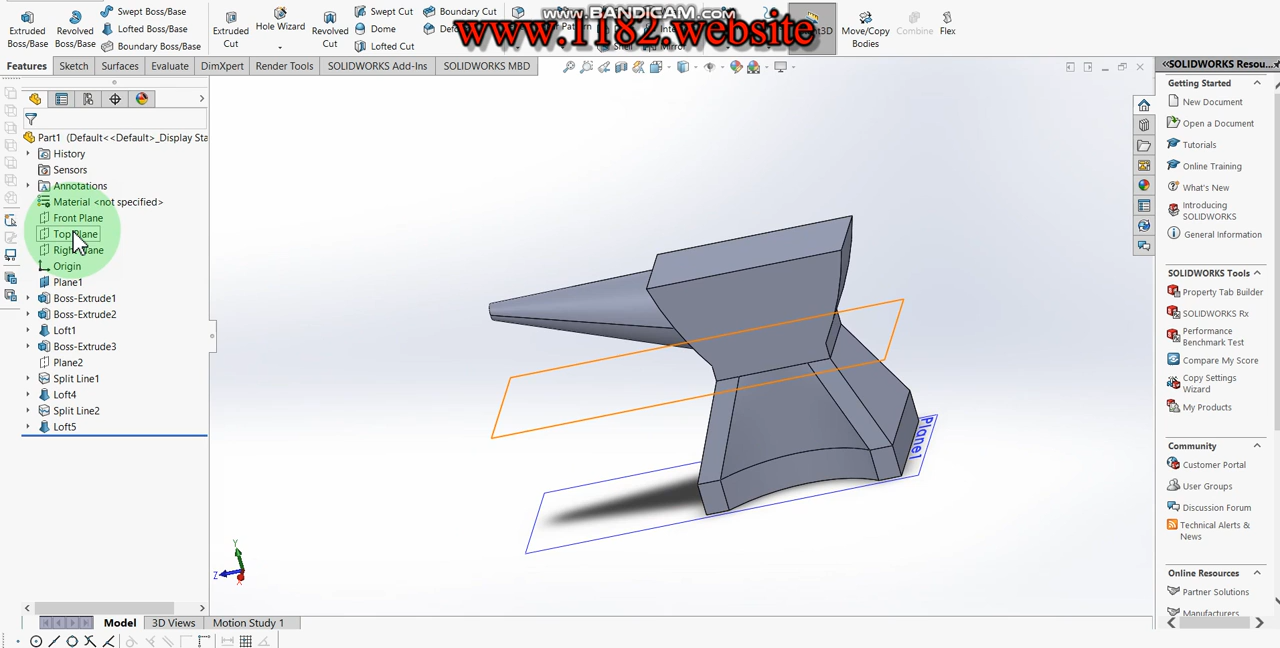 www.BANDICAM.com
www.1182.website
Extruded Boss/Base
Revolved Boss/Base
Swept Boss/Base
Lofted Boss/Base
Boundary Boss/Base
Extruded Cut
Hole Wizard
Revolved Cut
Swept Cut
Dome
Lofted Cut
Boundary Cut
Shell
Mirror
Move/Copy Bodies
Combine
Flex
Features
Sketch
Surfaces
Evaluate
DimXpert
Render Tools
SOLIDWORKS Add-Ins
SOLIDWORKS MBD
Part1 (Default<<Default>_Display Sta
History
Sensors
Annotations
Material <not specified>
Front Plane
Top Plane
Right Plane
Origin
Plane1
Boss-Extrude1
Boss-Extrude2
Loft1
Boss-Extrude3
Plane2
Split Line1
Loft4
Split Line2
Loft5
Plane1
Y
Z
X
Model
3D Views
Motion Study 1
SOLIDWORKS Resou...
Getting Started
New Document
Open a Document
Tutorials
Online Training
What's New
Introducing SOLIDWORKS
General Information
SOLIDWORKS Tools
Property Tab Builder
SOLIDWORKS Rx
Performance Benchmark Test
Compare My Score
Copy Settings Wizard
My Products
Community
Customer Portal
User Groups
Discussion Forum
Technical Alerts & News
Online Resources
Partner Solutions
Manufacturers